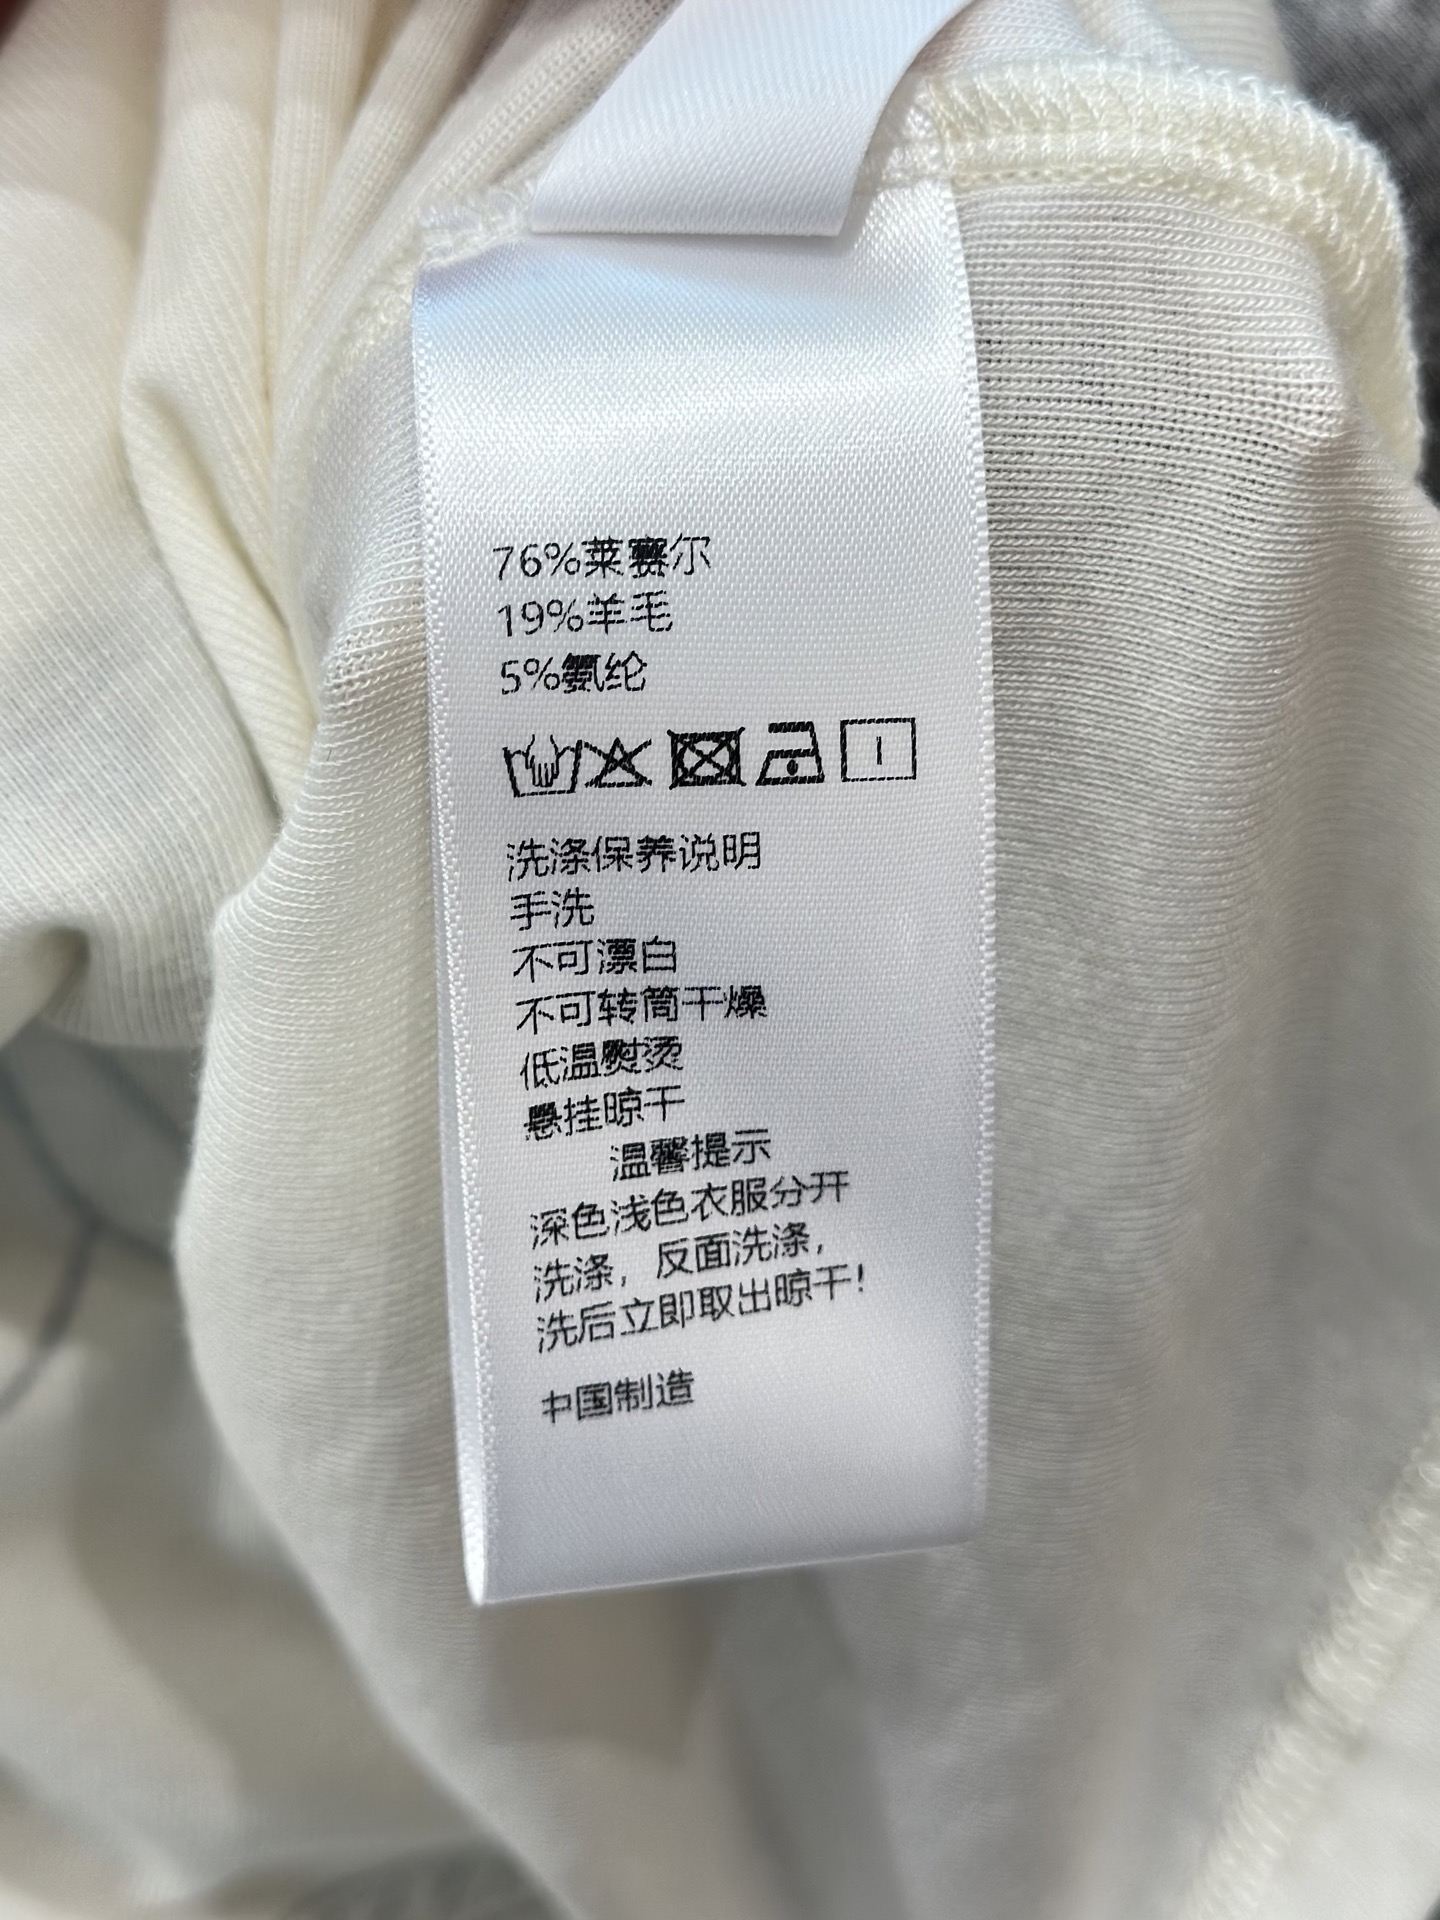 76%莱赛尔
19%羊毛
5%氨纶
洗涤保养说明
手洗
不可漂白
不可转筒干燥
低温熨烫
悬挂晾干
温馨提示
深色浅色衣服分开
洗涤，反面洗涤，
洗后立即取出晾干！
中国制造